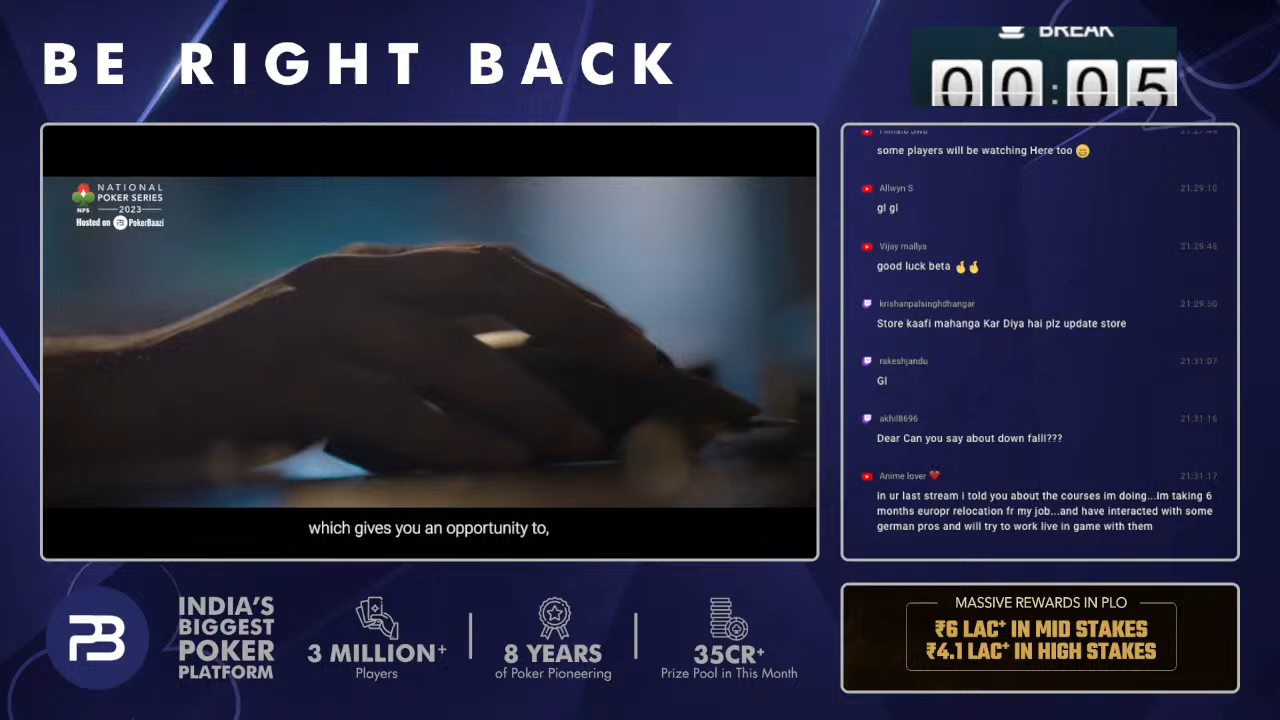 BE RIGHT BACK
BREAK
00:05
NATIONAL
POKER SERIES
2023
NPS
Hosted on PB PokerBaazi
which gives you an opportunity to,
some players will be watching Here too 😄
Allwyn S 21:29:10
gl gl
Vijay mallya 21:29:46
good luck beta 🤞🤞
krishanpalsinghdhangar 21:29:50
Store kaafi mahanga Kar Diya hai plz update store
rakeshjandu 21:31:07
Gl
akhil8696 21:31:16
Dear Can you say about down falll???
Anime lover ❤️ 21:31:17
in ur last stream i told you about the courses im doing...im taking 6
months europr relocation fr my job...and have interacted with some
german pros and will try to work live in game with them
PB
INDIA'S
BIGGEST
POKER
PLATFORM
3 MILLION+
Players
8 YEARS
of Poker Pioneering
35CR+
Prize Pool in This Month
MASSIVE REWARDS IN PLO
₹6 LAC+ IN MID STAKES
₹4.1 LAC+ IN HIGH STAKES